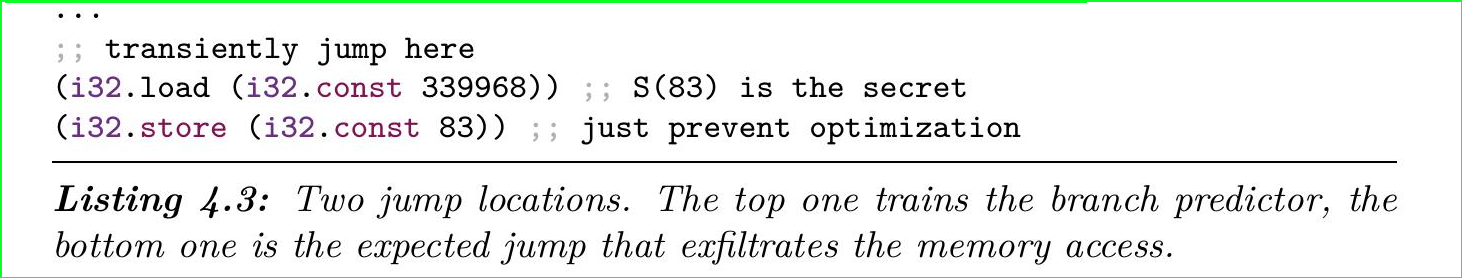 ...
;; transiently jump here
(i32.load (i32.const 339968)) ;; S(83) is the secret
(i32.store (i32.const 83)) ;; just prevent optimization
Listing 4.3: Two jump locations. The top one trains the branch predictor, the
bottom one is the expected jump that exfiltrates the memory access.